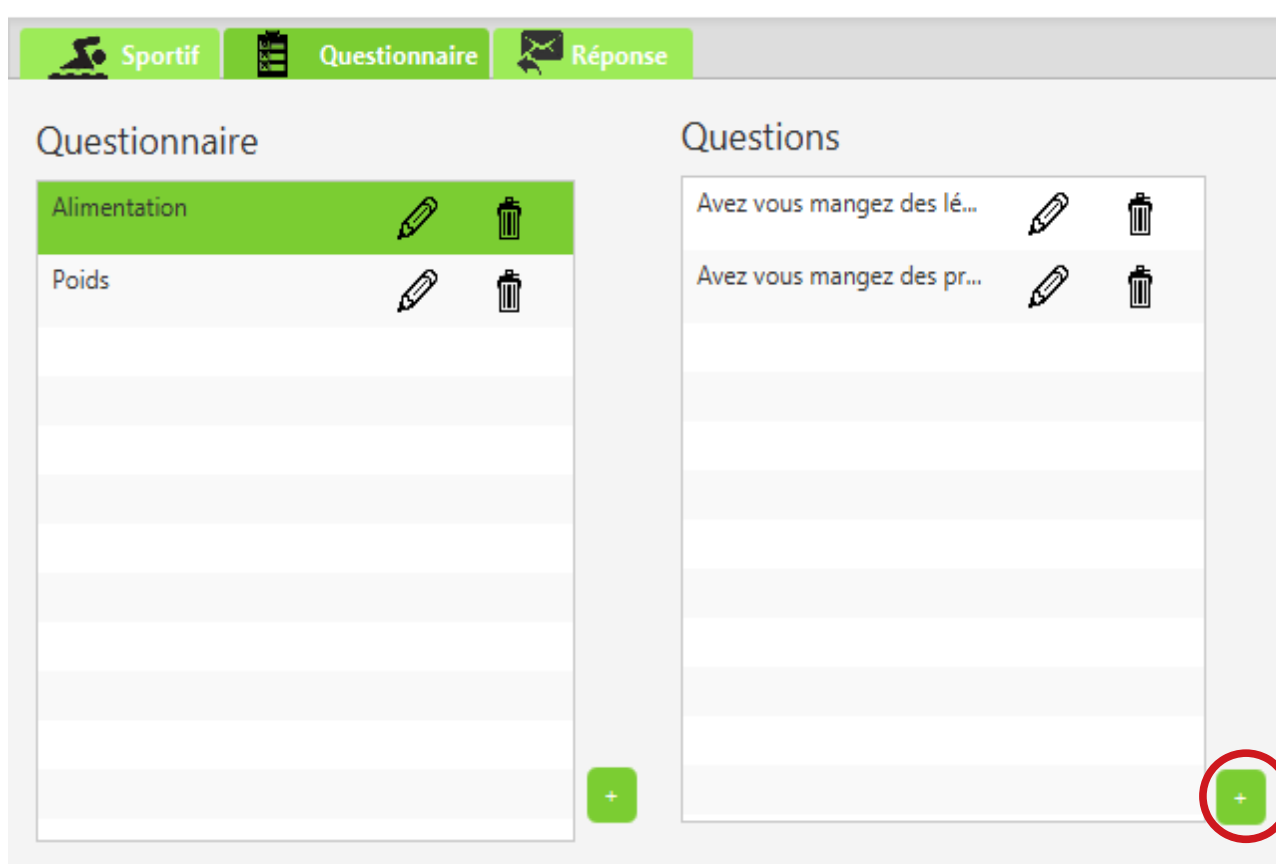 Sportif Questionnaire Réponse
Questionnaire
Alimentation
Poids
+
Questions
Avez vous mangez des lé...
Avez vous mangez des pr...
+